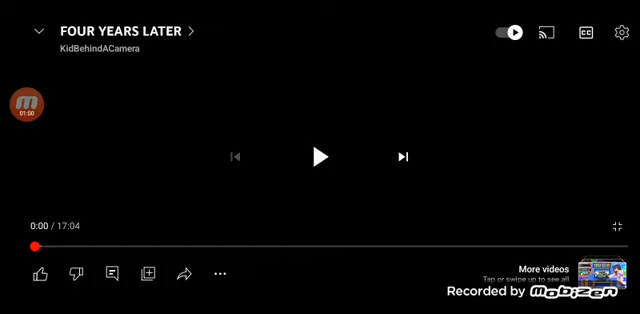 FOUR YEARS LATER
KidBehindACamera
CC
01:00
0:00 / 17:04
More videos
Tap or swipe up to see all
Recorded by Mobizen